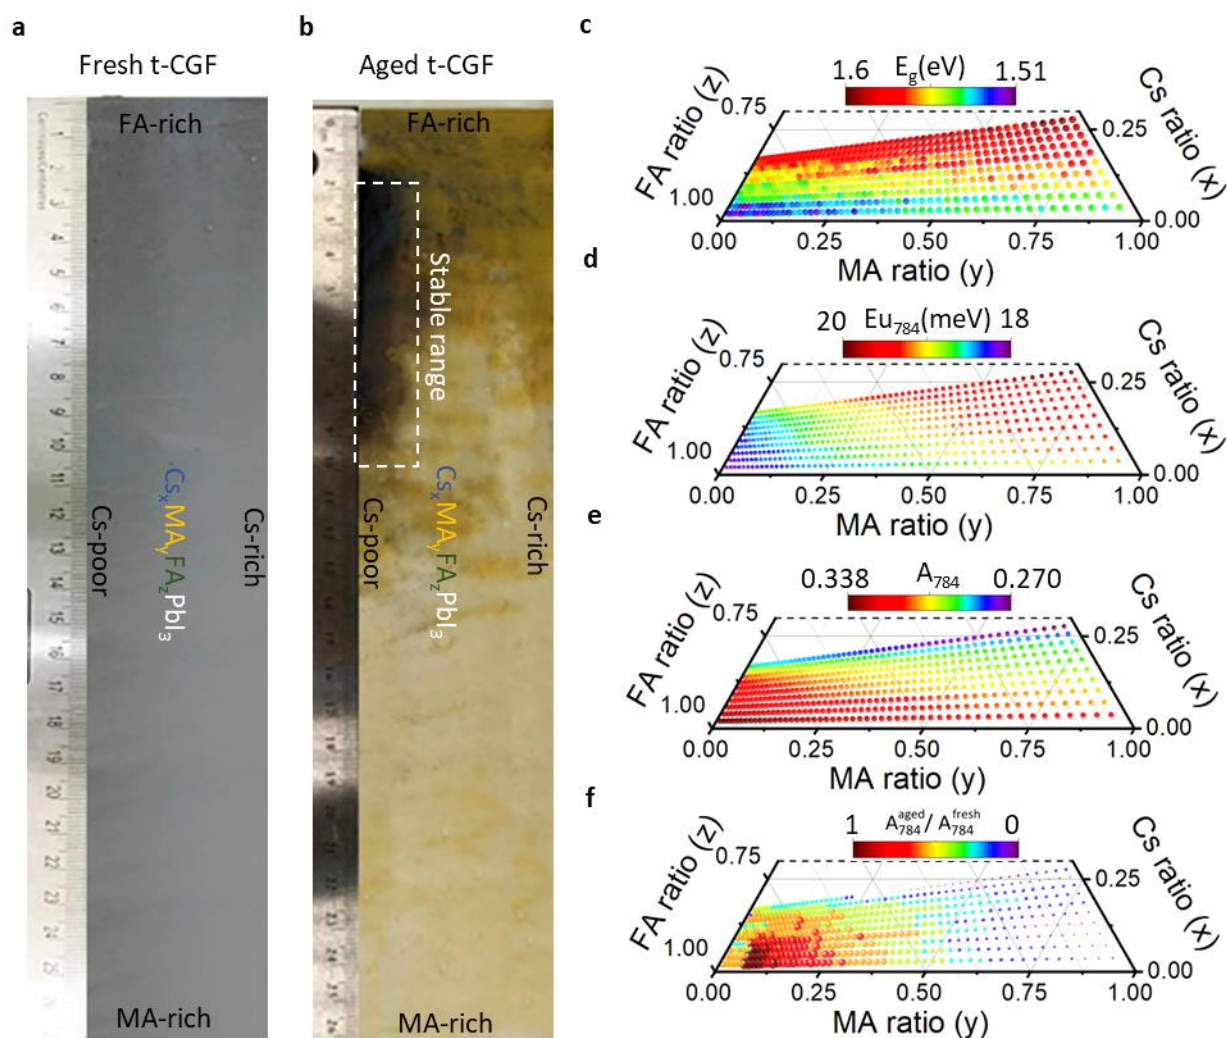 a
Fresh t-CGF
FA-rich
Cs-poor
CsₓMAᵧFA_zPbI₃
Cs-rich
MA-rich
b
Aged t-CGF
FA-rich
Stable range
Cs-poor
CsₓMAᵧFA_zPbI₃
Cs-rich
MA-rich
c
1.6 E_g(eV) 1.51
FA ratio (z)
0.75
1.00
Cs ratio (x)
0.25
0.00
0.00 0.25 0.50 0.75 1.00
MA ratio (y)
d
20 Eu₇₈₄(meV) 18
FA ratio (z)
0.75
1.00
Cs ratio (x)
0.25
0.00
0.00 0.25 0.50 0.75 1.00
MA ratio (y)
e
0.338 A₇₈₄ 0.270
FA ratio (z)
0.75
1.00
Cs ratio (x)
0.25
0.00
0.00 0.25 0.50 0.75 1.00
MA ratio (y)
f
1 A₇₈₄^aged / A₇₈₄^fresh 0
FA ratio (z)
0.75
1.00
Cs ratio (x)
0.25
0.00
0.00 0.25 0.50 0.75 1.00
MA ratio (y)